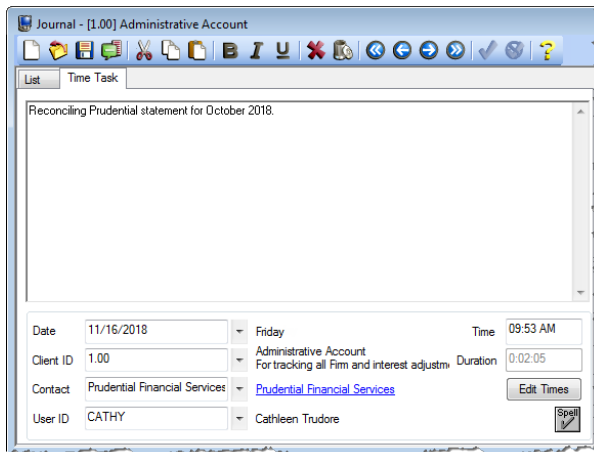 Journal - [1.00] Administrative Account
B I U ?
List Time Task
Reconciling Prudential statement for October 2018.
Date 11/16/2018 Friday Time 09:53 AM
Client ID 1.00 Administrative Account
For tracking all Firm and interest adjustm Duration 0:02:05
Contact Prudential Financial Services Prudential Financial Services Edit Times
User ID CATHY Cathleen Trudore Spell